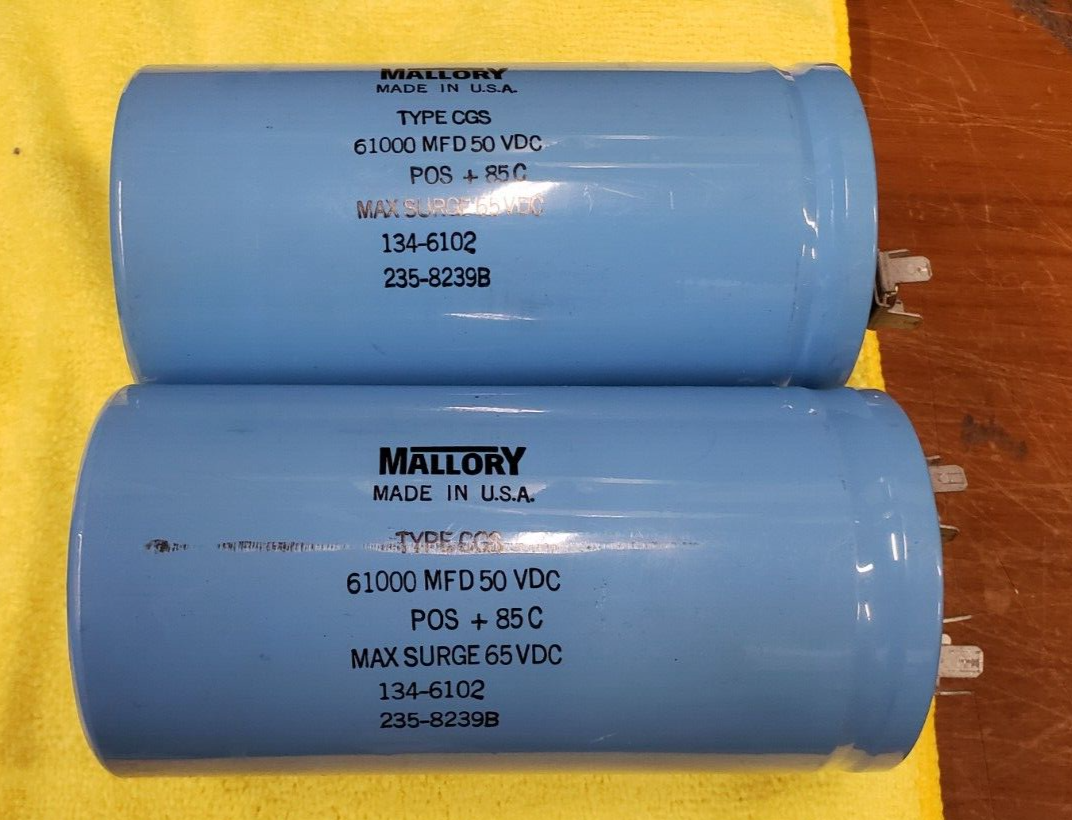 MALLORY
MADE IN U.S.A.
TYPE CGS
61000 MFD 50 VDC
POS + 85C
MAX SURGE 65 VDC
134-6102
235-8239B
MALLORY
MADE IN U.S.A.
TYPE CGS
61000 MFD 50 VDC
POS + 85C
MAX SURGE 65 VDC
134-6102
235-8239B